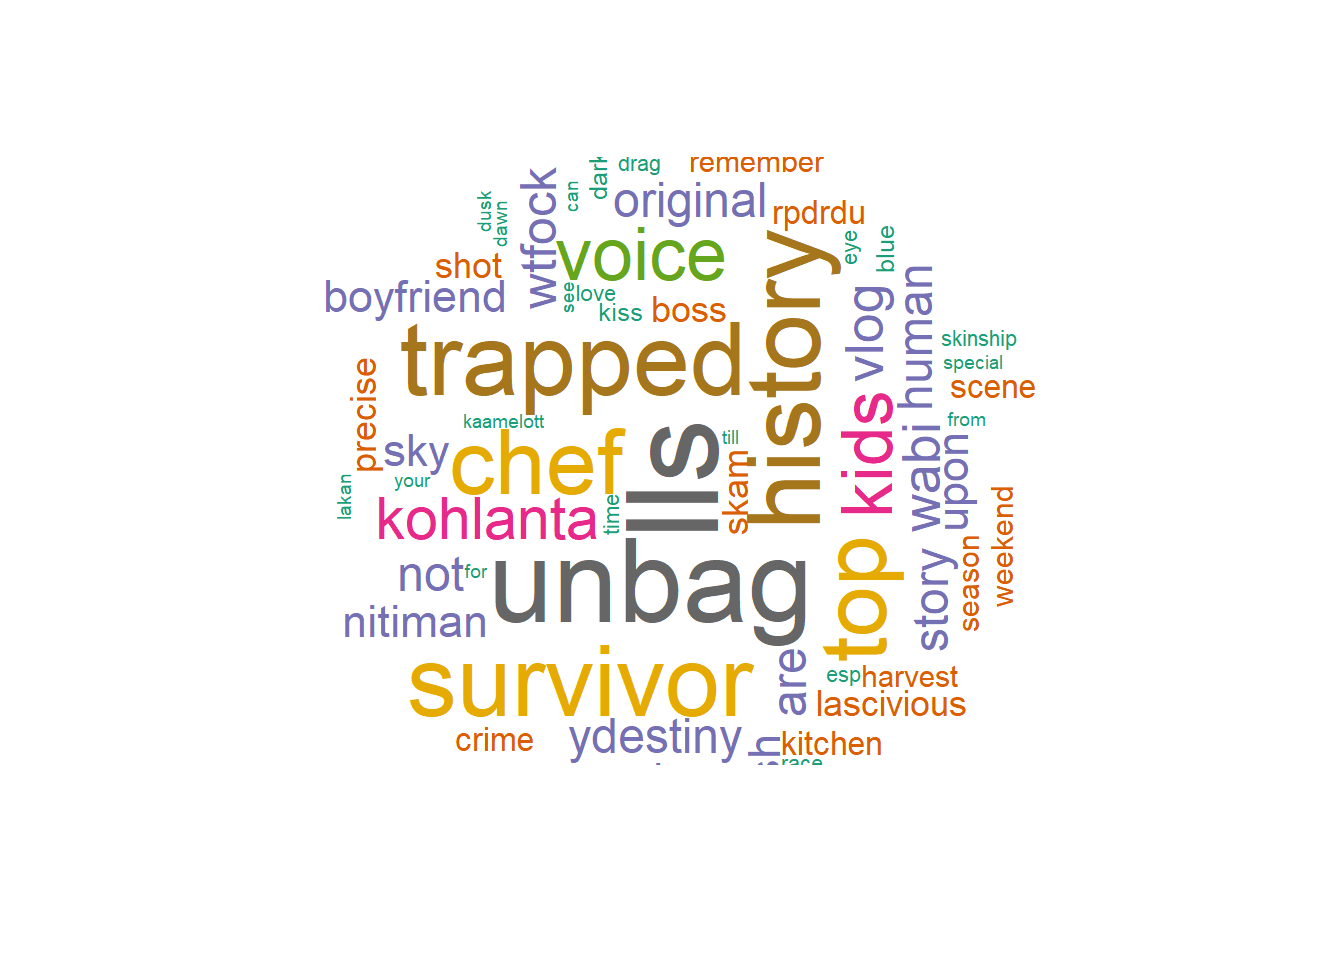 drag
remember
dark
original
can
rpdrdu
dusk
dawn
wtfock
voice
eye
blue
shot
boyfriend
see
love
kiss
boss
history
vlog
human
trapped
skinship
special
scene
precise
kaamelott
sky
chef
lls
till
kids
wabi
from
your
lakan
kohlanta
time
skam
upon
weekend
not
for
unbag
top
story
season
nitiman
survivor
are
esp
harvest
lascivious
crime
ydestiny
kitchen
race